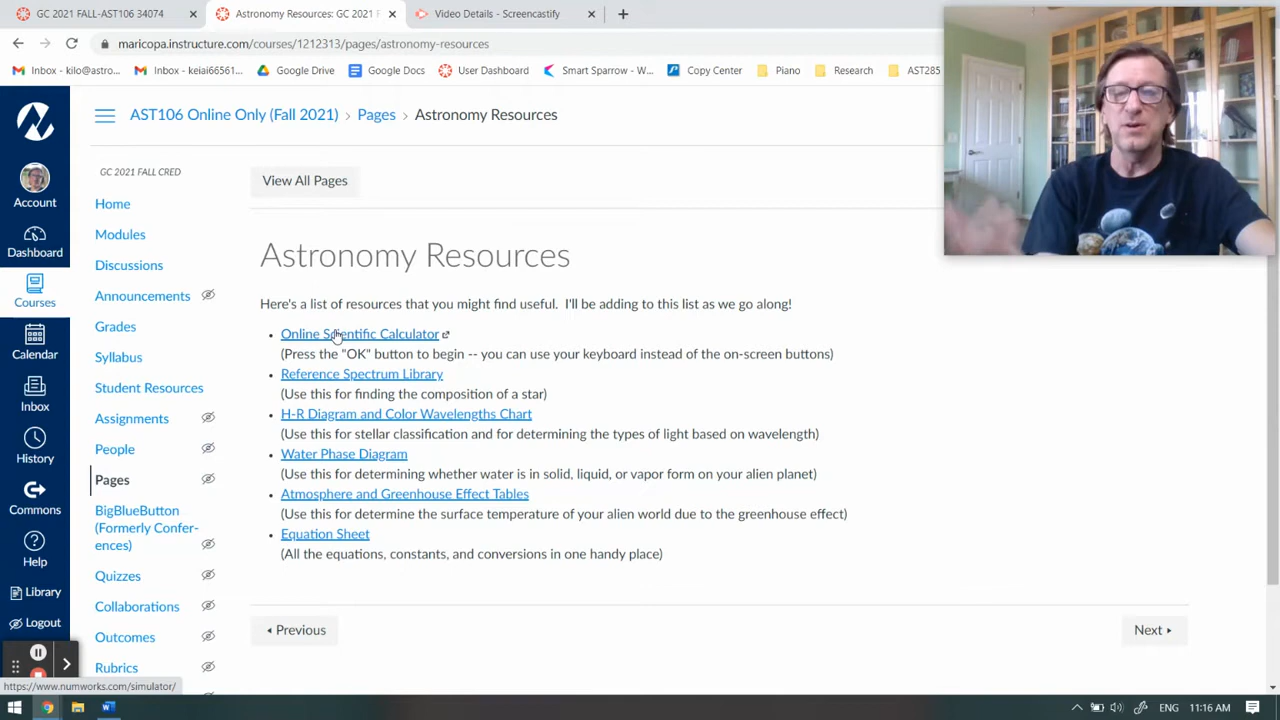 GC 2021 FALL-AST106 34074
Astronomy Resources: GC 2021 F
Video Details - Screencastify
maricopa.instructure.com/courses/1212313/pages/astronomy-resources
Inbox - kilo@astro...
Inbox - keiai66561...
Google Drive
Google Docs
User Dashboard
Smart Sparrow - W...
Copy Center
Piano
Research
AST285
AST106 Online Only (Fall 2021) › Pages › Astronomy Resources
Account
Dashboard
Courses
Calendar
Inbox
History
Commons
Help
Library
Logout
GC 2021 FALL CRED
Home
Modules
Discussions
Announcements
Grades
Syllabus
Student Resources
Assignments
People
Pages
BigBlueButton
(Formerly Confer-
ences)
Quizzes
Collaborations
Outcomes
Rubrics
View All Pages
Astronomy Resources
Here's a list of resources that you might find useful. I'll be adding to this list as we go along!
• Online Scientific Calculator
(Press the "OK" button to begin -- you can use your keyboard instead of the on-screen buttons)
• Reference Spectrum Library
(Use this for finding the composition of a star)
• H-R Diagram and Color Wavelengths Chart
(Use this for stellar classification and for determining the types of light based on wavelength)
• Water Phase Diagram
(Use this for determining whether water is in solid, liquid, or vapor form on your alien planet)
• Atmosphere and Greenhouse Effect Tables
(Use this for determine the surface temperature of your alien world due to the greenhouse effect)
• Equation Sheet
(All the equations, constants, and conversions in one handy place)
Previous
Next
https://www.numworks.com/simulator/
ENG
11:16 AM